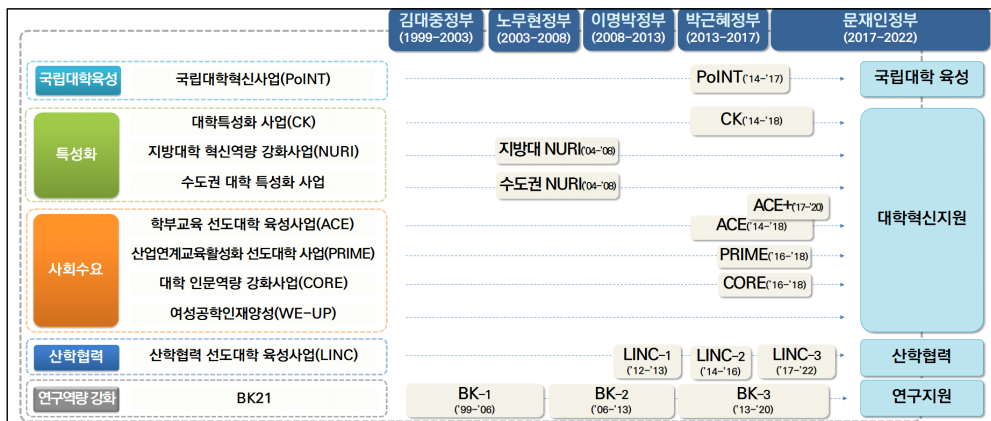 김대중정부 노무현정부 이명박정부 박근혜정부 문재인정부
(1999-2003) (2003-2008) (2008-2013) (2013-2017) (2017-2022)
국립대학육성 국립대학혁신사업(PoINT) PoINT('14-'17) 국립대학 육성
특성화
대학특성화 사업(CK) CK('14-'18)
지방대학 혁신역량 강화사업(NURI) 지방대 NURI('04-'08)
수도권 대학 특성화 사업 수도권 NURI('04-'08)
대학혁신지원
사회수요
ACE+('17-'20)
학부교육 선도대학 육성사업(ACE) ACE('14-'18)
산업연계교육활성화 선도대학 사업(PRIME) PRIME('16-'18)
대학 인문역량 강화사업(CORE) CORE('16-'18)
여성공학인재양성(WE-UP)
산학협력 산학협력 선도대학 육성사업(LINC) LINC-1 LINC-2 LINC-3 산학협력
('12-'13) ('14-'16) ('17-'22)
연구역량 강화 BK21 BK-1 BK-2 BK-3 연구지원
('99-'06) ('06-'13) ('13-'20)